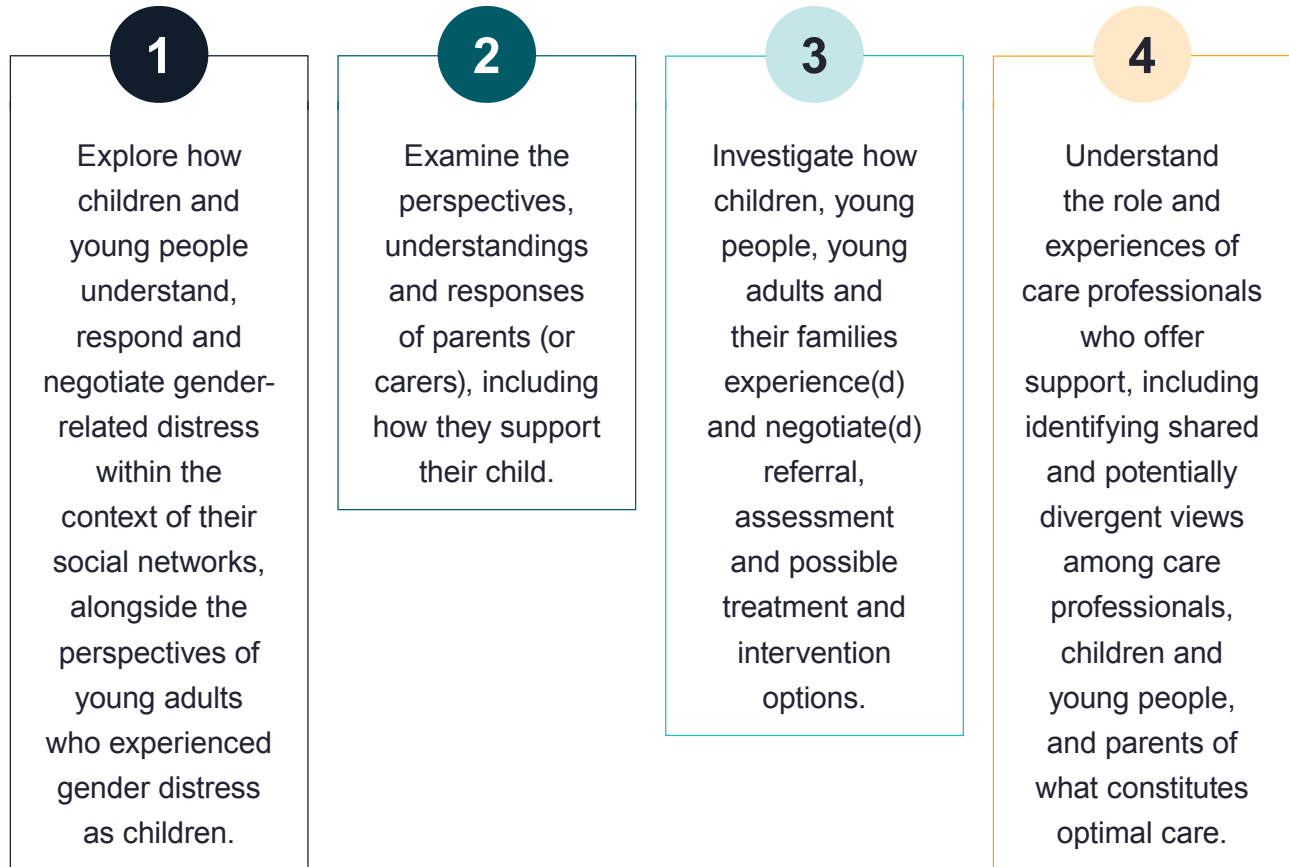 1
Explore how
children and
young people
understand,
respond and
negotiate gender-
related distress
within the
context of their
social networks,
alongside the
perspectives of
young adults
who experienced
gender distress
as children.
2
Examine the
perspectives,
understandings
and responses
of parents (or
carers), including
how they support
their child.
3
Investigate how
children, young
people, young
adults and
their families
experience(d)
and negotiate(d)
referral,
assessment
and possible
treatment and
intervention
options.
4
Understand
the role and
experiences of
care professionals
who offer
support, including
identifying shared
and potentially
divergent views
among care
professionals,
children and
young people,
and parents of
what constitutes
optimal care.